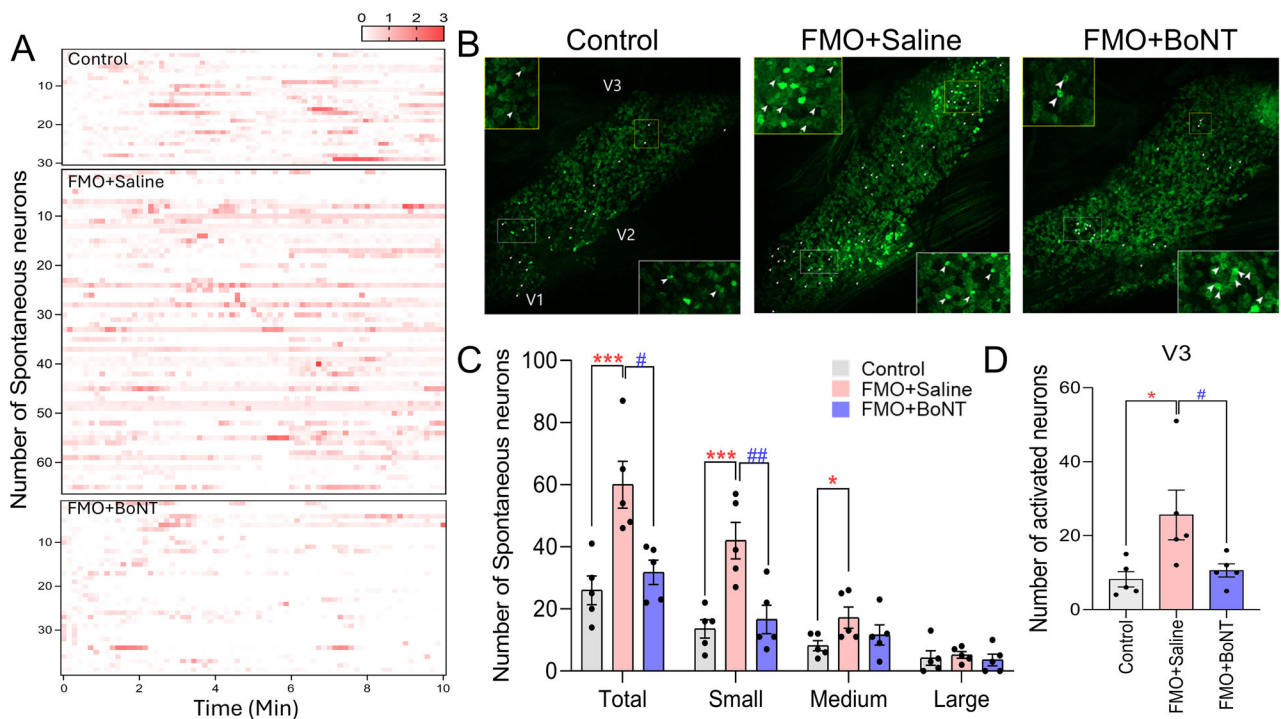 A
0 1 2 3
Control
10
20
30
FMO+Saline
10
20
30
40
50
60
FMO+BoNT
10
20
30
Number of Spontaneous neurons
0 2 4 6 8 10
Time (Min)
B
Control FMO+Saline FMO+BoNT
V3
V2
V1
C
Number of Spontaneous neurons
100
80
60
40
20
0
*** #
*** ##
*
Control
FMO+Saline
FMO+BoNT
Total Small Medium Large
D
V3
Number of activated neurons
60
40
20
0
* #
Control
FMO+Saline
FMO+BoNT